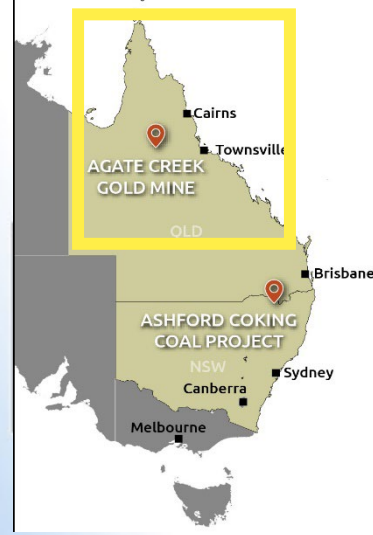 Cairns
Townsville
AGATE CREEK
GOLD MINE
QLD
Brisbane
ASHFORD COKING
COAL PROJECT
NSW
Sydney
Canberra
Melbourne